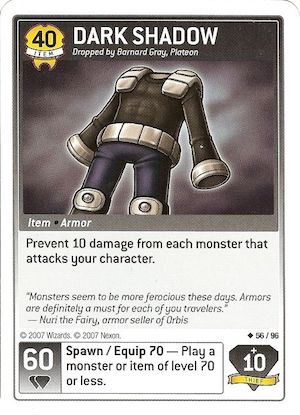 40
ITEM
DARK SHADOW
Dropped by Barnard Gray, Plateon
Item • Armor
Prevent 10 damage from each monster that
attacks your character.
"Monsters seem to be more ferocious these days. Armors
are definitely a must for each of you travelers."
— Nuri the Fairy, armor seller of Orbis
© 2007 Wizards. © 2007 Nexon.
◆ 56 / 96
60
Spawn / Equip 70 — Play a
monster or item of level 70
or less.
10
THIEF